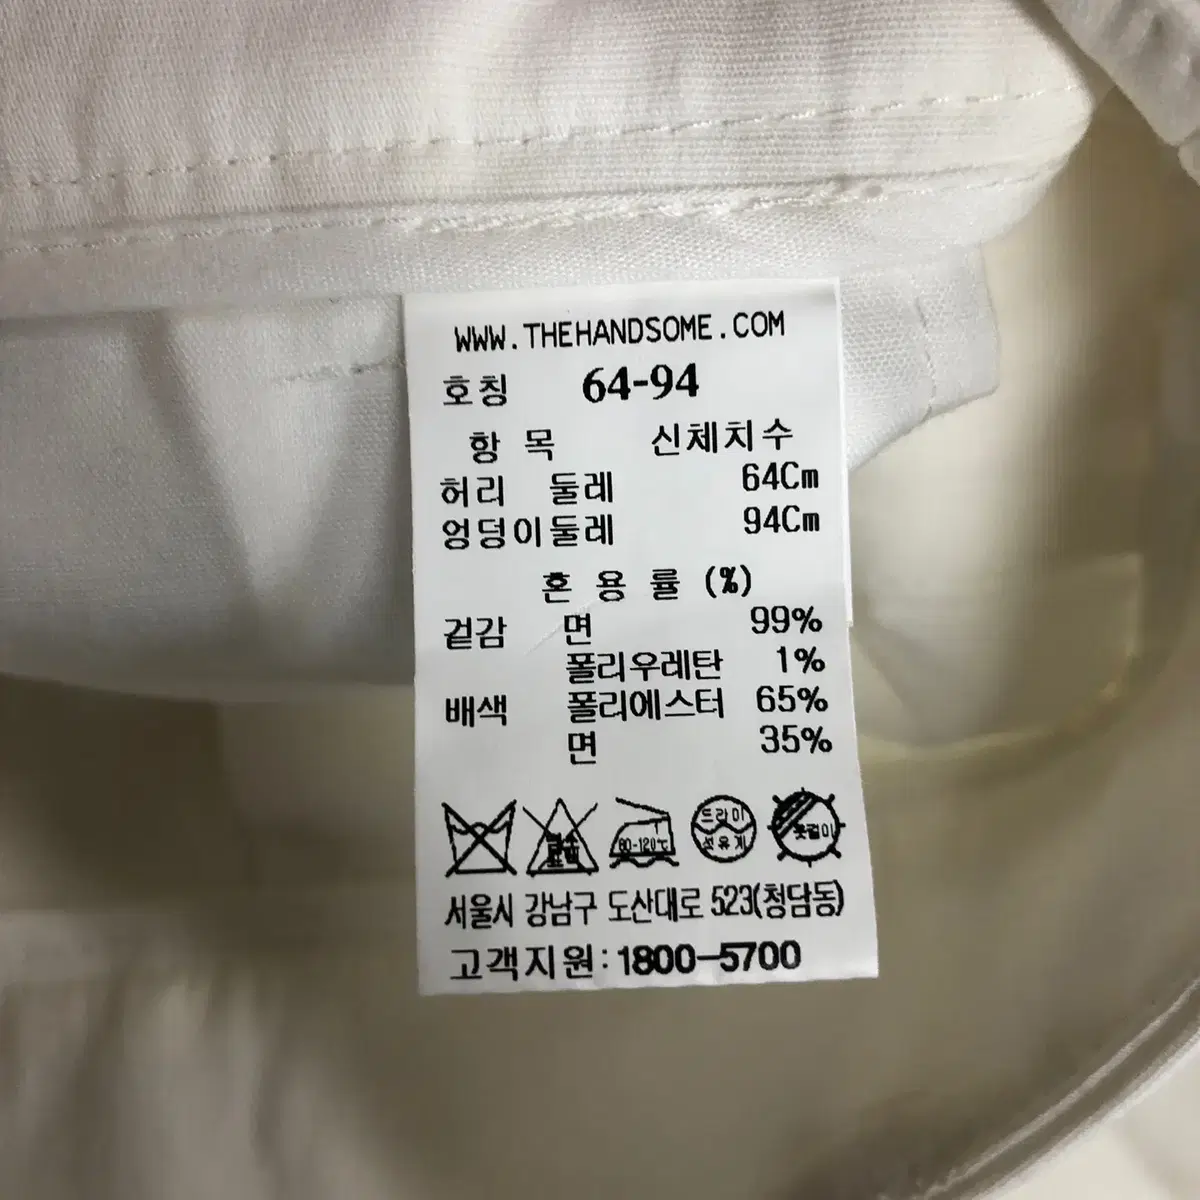 WWW.THEHANDSOME.COM
호칭 64-94
항 목 신체치수
허리 둘레 64Cm
엉덩이둘레 94Cm
혼 용 률 (%)
겉감 면 99%
폴리우레탄 1%
배색 폴리에스터 65%
면 35%
80-120℃ 드라이 석유계 옷걸이
서울시 강남구 도산대로 523(청담동)
고객지원:1800-5700